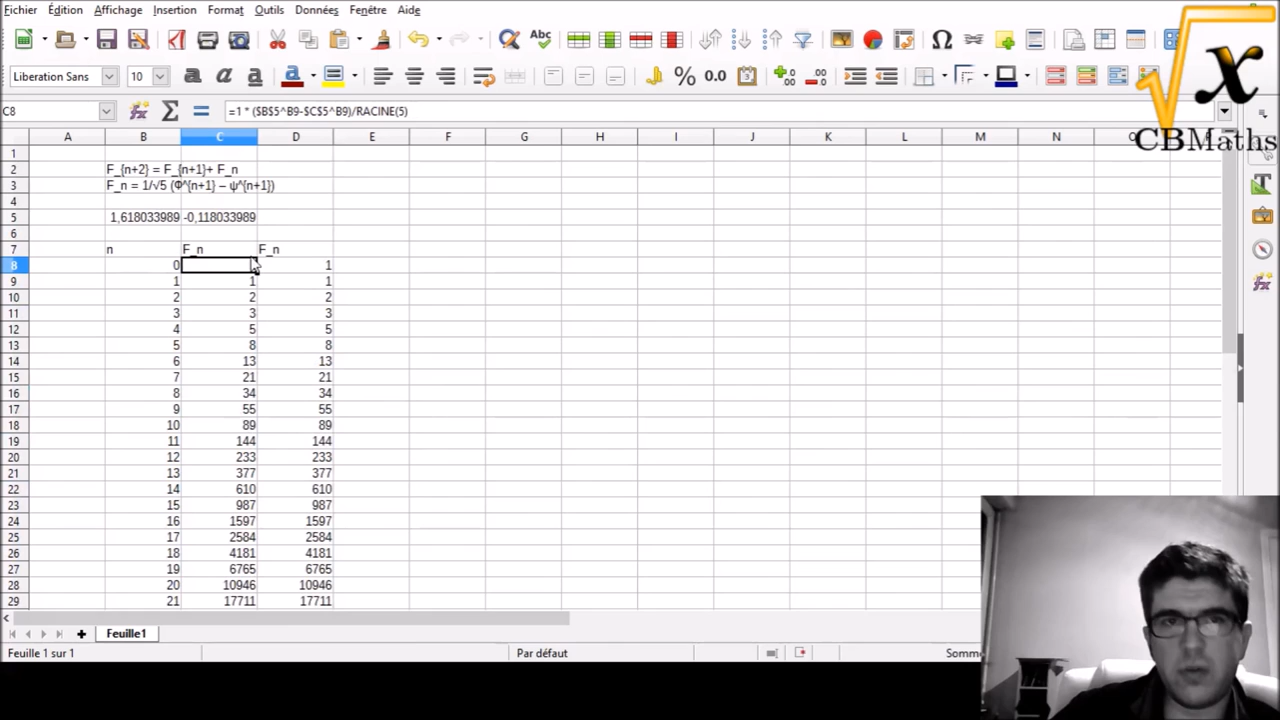 Fichier Édition Affichage Insertion Format Outils Données Fenêtre Aide
Liberation Sans 10
C8 =1 * ($B$5^B9-$C$5^B9)/RACINE(5)
A B C D E F G H I J K L M N
1
2 F_{n+2} = F_{n+1}+ F_n
3 F_n = 1/√5 (Φ^{n+1} – ψ^{n+1})
4
5 1,618033989 -0,118033989
6
7 n F_n F_n
8 0 1
9 1 1 1
10 2 2 2
11 3 3 3
12 4 5 5
13 5 8 8
14 6 13 13
15 7 21 21
16 8 34 34
17 9 55 55
18 10 89 89
19 11 144 144
20 12 233 233
21 13 377 377
22 14 610 610
23 15 987 987
24 16 1597 1597
25 17 2584 2584
26 18 4181 4181
27 19 6765 6765
28 20 10946 10946
29 21 17711 17711
Feuille1
Feuille 1 sur 1 Par défaut
√x
CBMaths